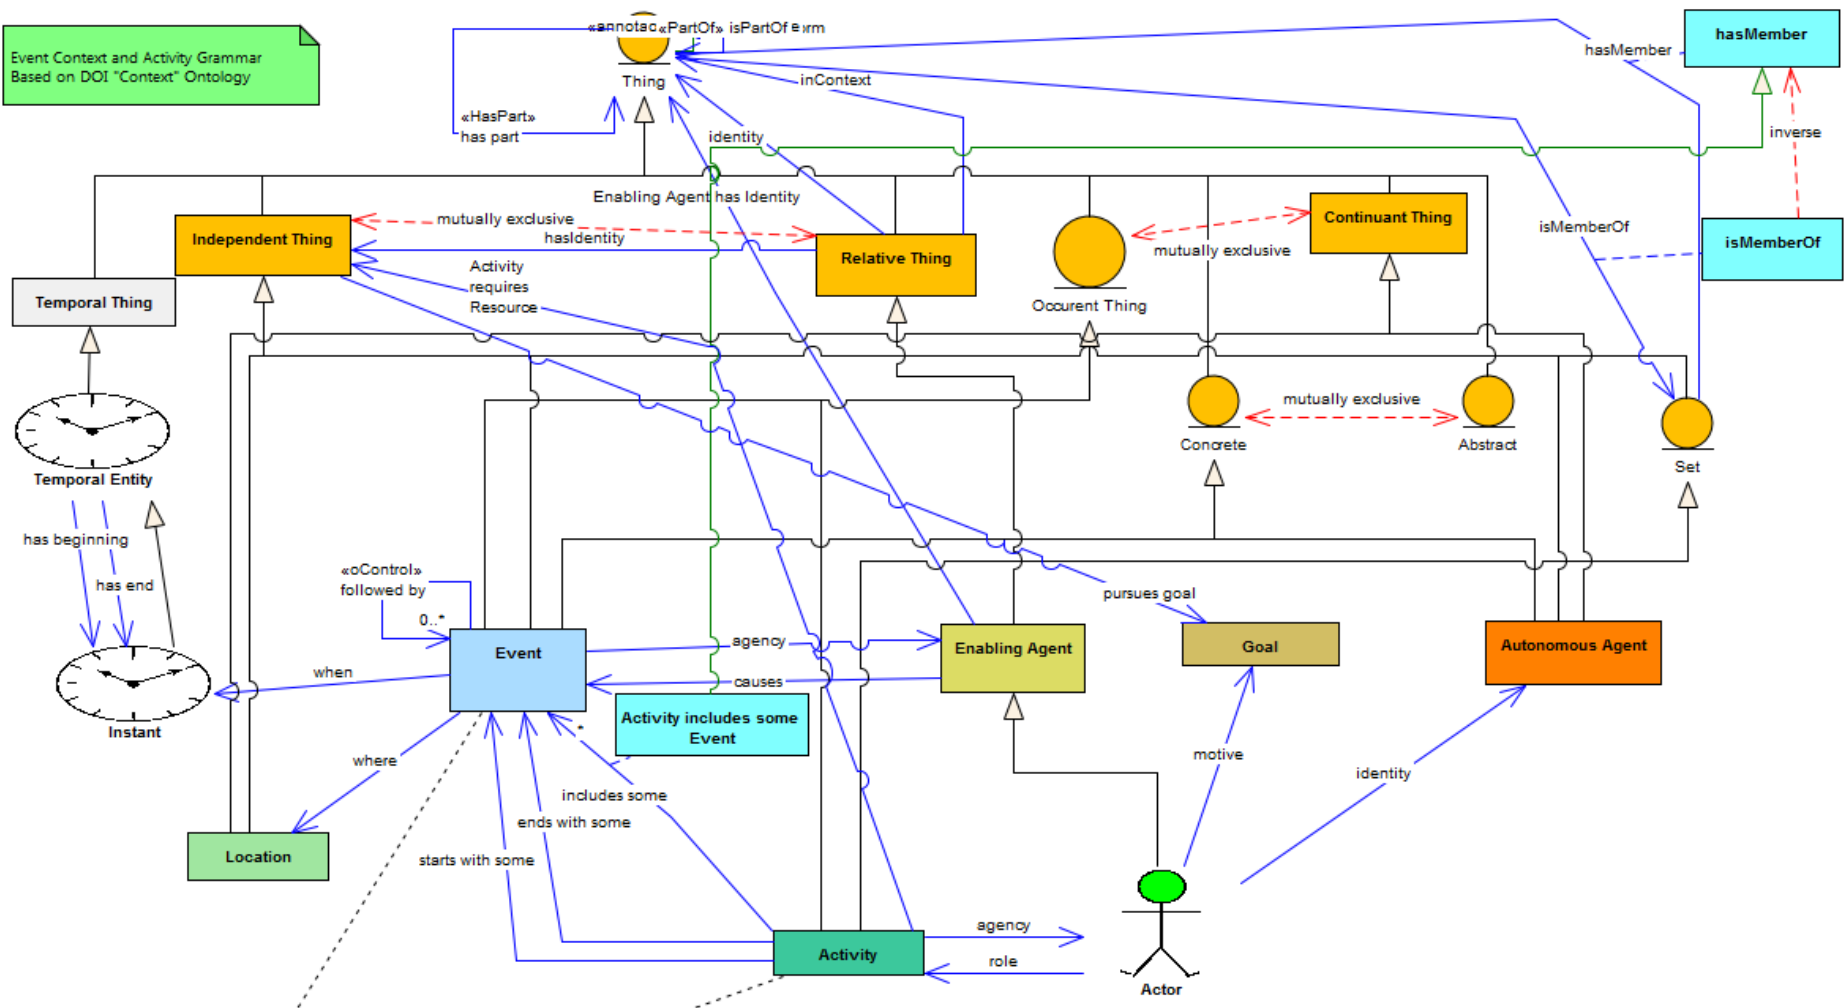 «annotac«PartOf» isPartOf erm
hasMember
hasMember
Event Context and Activity Grammar
Based on DOI "Context" Ontology
Thing
inContext
«HasPart»
has part
identity
inverse
Enabling Agent has Identity
mutually exclusive
Independent Thing
hasIdentity
Relative Thing
Continuant Thing
mutually exclusive
isMemberOf
isMemberOf
Activity
requires
Resource
Temporal Thing
Occurent Thing
mutually exclusive
Concrete
Abstract
Set
Temporal Entity
has beginning
has end
«oControl»
followed by
0..*
pursues goal
Event
agency
Enabling Agent
Goal
Autonomous Agent
when
causes
Instant
Activity includes some
Event
*
where
motive
identity
includes some
ends with some
starts with some
Location
agency
Activity
role
Actor